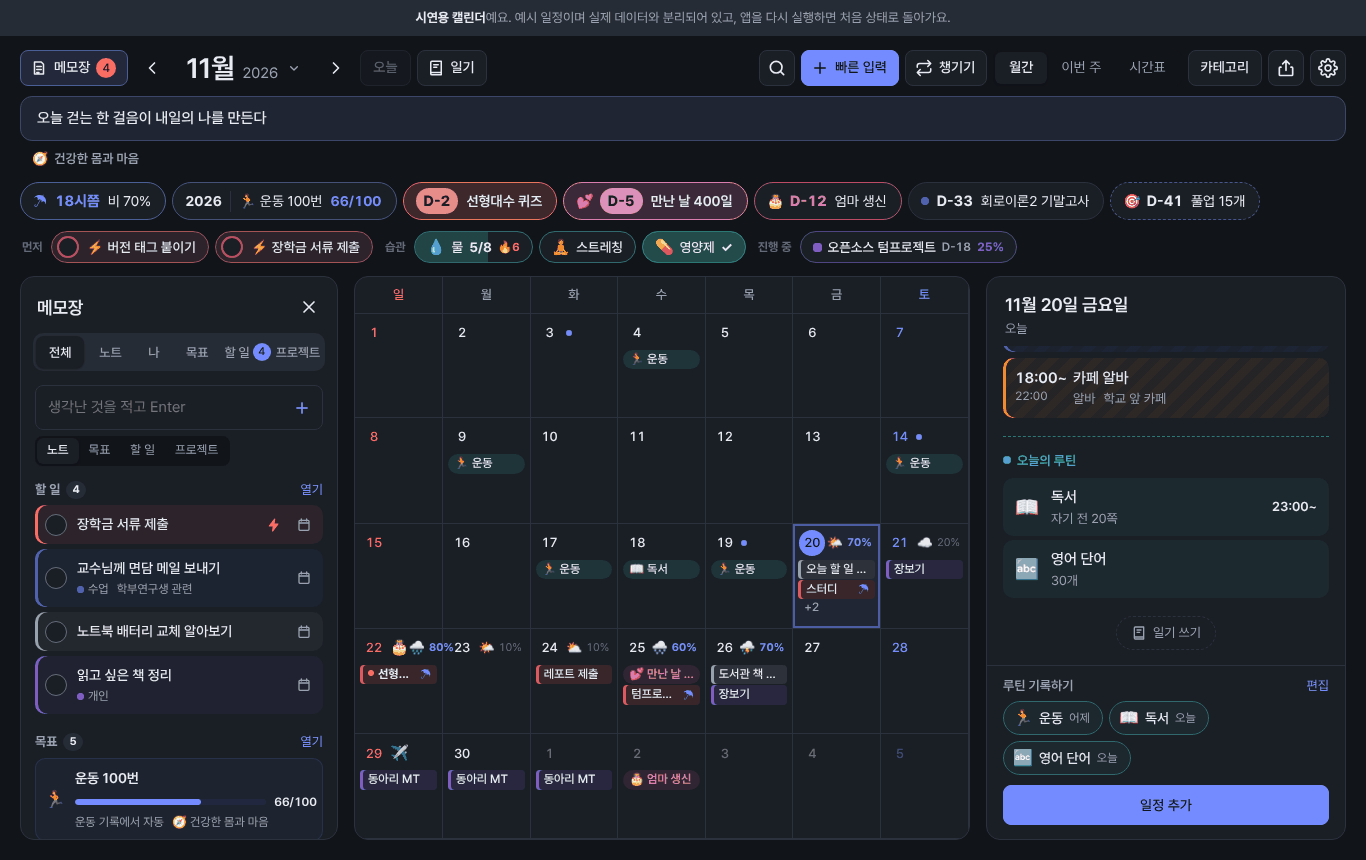 시연용 캘린더예요. 예시 일정이며 실제 데이터와 분리되어 있고, 앱을 다시 실행하면 처음 상태로 돌아가요.
메모장 4 11월 2026 오늘 일기 빠른 입력 챙기기 월간 이번 주 시간표 카테고리
오늘 걷는 한 걸음이 내일의 나를 만든다
건강한 몸과 마음
18시쯤 비 70% 2026 운동 100번 66/100 D-2 선형대수 퀴즈 D-5 만난 날 400일 D-12 엄마 생신 D-33 회로이론2 기말고사 D-41 풀업 15개
먼저 버전 태그 붙이기 장학금 서류 제출 습관 물 5/8 6 스트레칭 영양제 진행 중 오픈소스 텀프로젝트 D-18 25%
메모장
전체 노트 나 목표 할 일 4 프로젝트
생각난 것을 적고 Enter
노트 목표 할 일 프로젝트
할 일 4 열기
장학금 서류 제출
교수님께 면담 메일 보내기
수업 학부연구생 관련
노트북 배터리 교체 알아보기
읽고 싶은 책 정리
개인
목표 5 열기
운동 100번
66/100
운동 기록에서 자동 건강한 몸과 마음
일 월 화 수 목 금 토
1 2 3 4 5 6 7
운동
8 9 10 11 12 13 14
운동 운동
15 16 17 18 19 20 70% 21 20%
운동 독서 운동 오늘 할 일 ... 장보기
스터디
+2
22 80% 23 10% 24 10% 25 60% 26 70% 27 28
선형... 레포트 제출 만난 날 ... 도서관 책 ...
텀프로... 장보기
29 30 1 2 3 4 5
동아리 MT 동아리 MT 동아리 MT 엄마 생신
11월 20일 금요일
오늘
18:00~ 카페 알바
22:00 알바 학교 앞 카페
오늘의 루틴
독서
자기 전 20쪽
23:00~
abc 영어 단어
30개
일기 쓰기
루틴 기록하기 편집
운동 어제 독서 오늘
abc 영어 단어 오늘
일정 추가